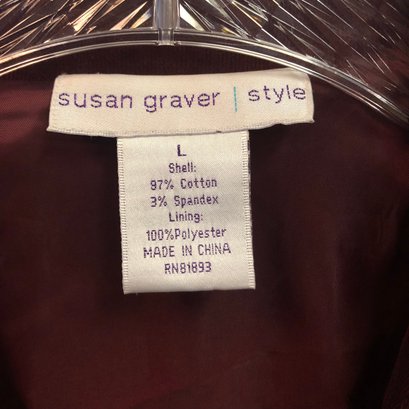 susan graver | style
L
Shell:
97% Cotton
3% Spandex
Lining:
100%Polyester
MADE IN CHINA
RN81893